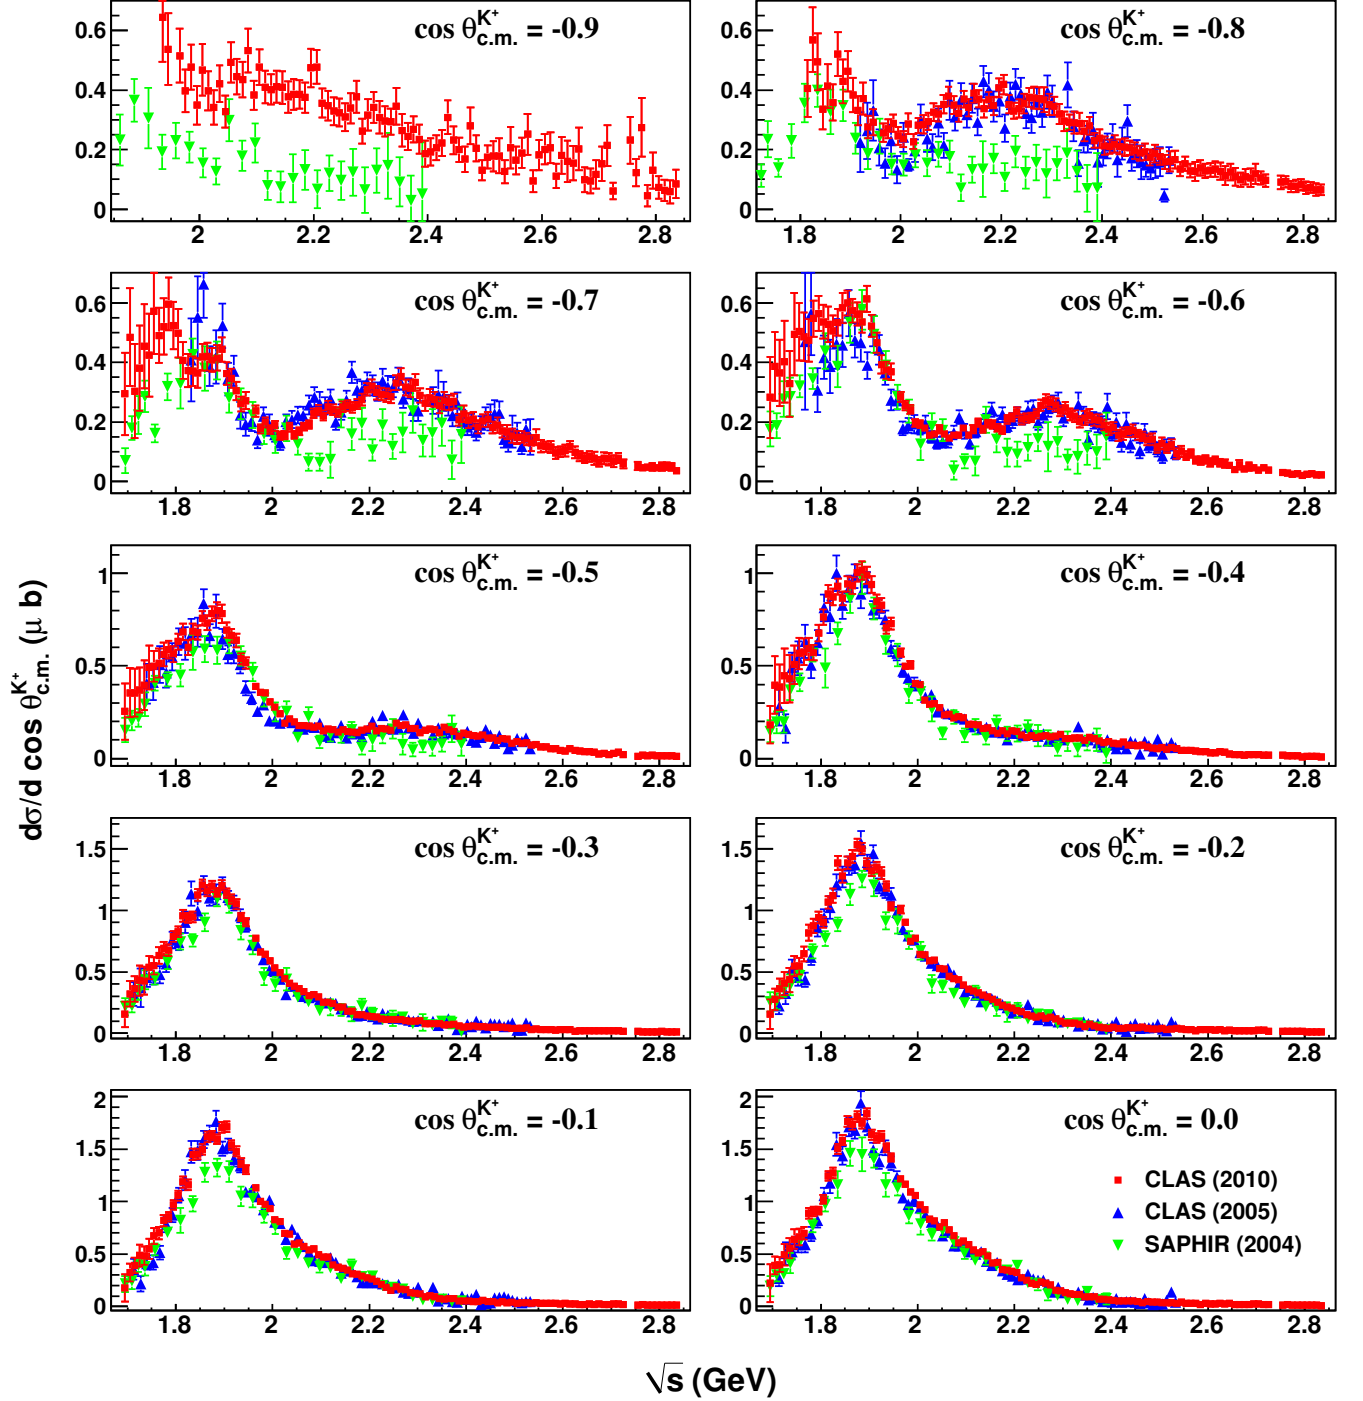 cos θ_{c.m.}^{K⁺} = -0.9
0.6
0.4
0.2
0
2 2.2 2.4 2.6 2.8
cos θ_{c.m.}^{K⁺} = -0.8
0.6
0.4
0.2
0
1.8 2 2.2 2.4 2.6 2.8
cos θ_{c.m.}^{K⁺} = -0.7
0.6
0.4
0.2
0
1.8 2 2.2 2.4 2.6 2.8
cos θ_{c.m.}^{K⁺} = -0.6
0.6
0.4
0.2
0
1.8 2 2.2 2.4 2.6 2.8
cos θ_{c.m.}^{K⁺} = -0.5
1
0.5
0
1.8 2 2.2 2.4 2.6 2.8
cos θ_{c.m.}^{K⁺} = -0.4
1
0.5
0
1.8 2 2.2 2.4 2.6 2.8
dσ/d cos θ_{c.m.}^{K⁺} (μ b)
cos θ_{c.m.}^{K⁺} = -0.3
1.5
1
0.5
0
1.8 2 2.2 2.4 2.6 2.8
cos θ_{c.m.}^{K⁺} = -0.2
1.5
1
0.5
0
1.8 2 2.2 2.4 2.6 2.8
cos θ_{c.m.}^{K⁺} = -0.1
2
1.5
1
0.5
0
1.8 2 2.2 2.4 2.6 2.8
cos θ_{c.m.}^{K⁺} = 0.0
2
1.5
1
0.5
0
CLAS (2010)
CLAS (2005)
SAPHIR (2004)
1.8 2 2.2 2.4 2.6 2.8
√s (GeV)